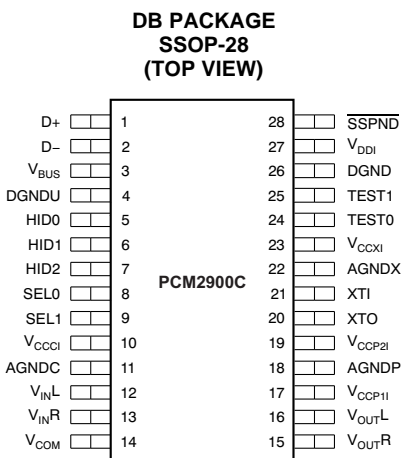 DB PACKAGE
SSOP-28
(TOP VIEW)
D+ 1 28 SSPND
D– 2 27 VDDI
VBUS 3 26 DGND
DGNDU 4 25 TEST1
HID0 5 24 TEST0
HID1 6 23 VCCXI
HID2 7 22 AGNDX
PCM2900C
SEL0 8 21 XTI
SEL1 9 20 XTO
VCCCI 10 19 VCCP2I
AGNDC 11 18 AGNDP
VINL 12 17 VCCP1I
VINR 13 16 VOUTL
VCOM 14 15 VOUTR